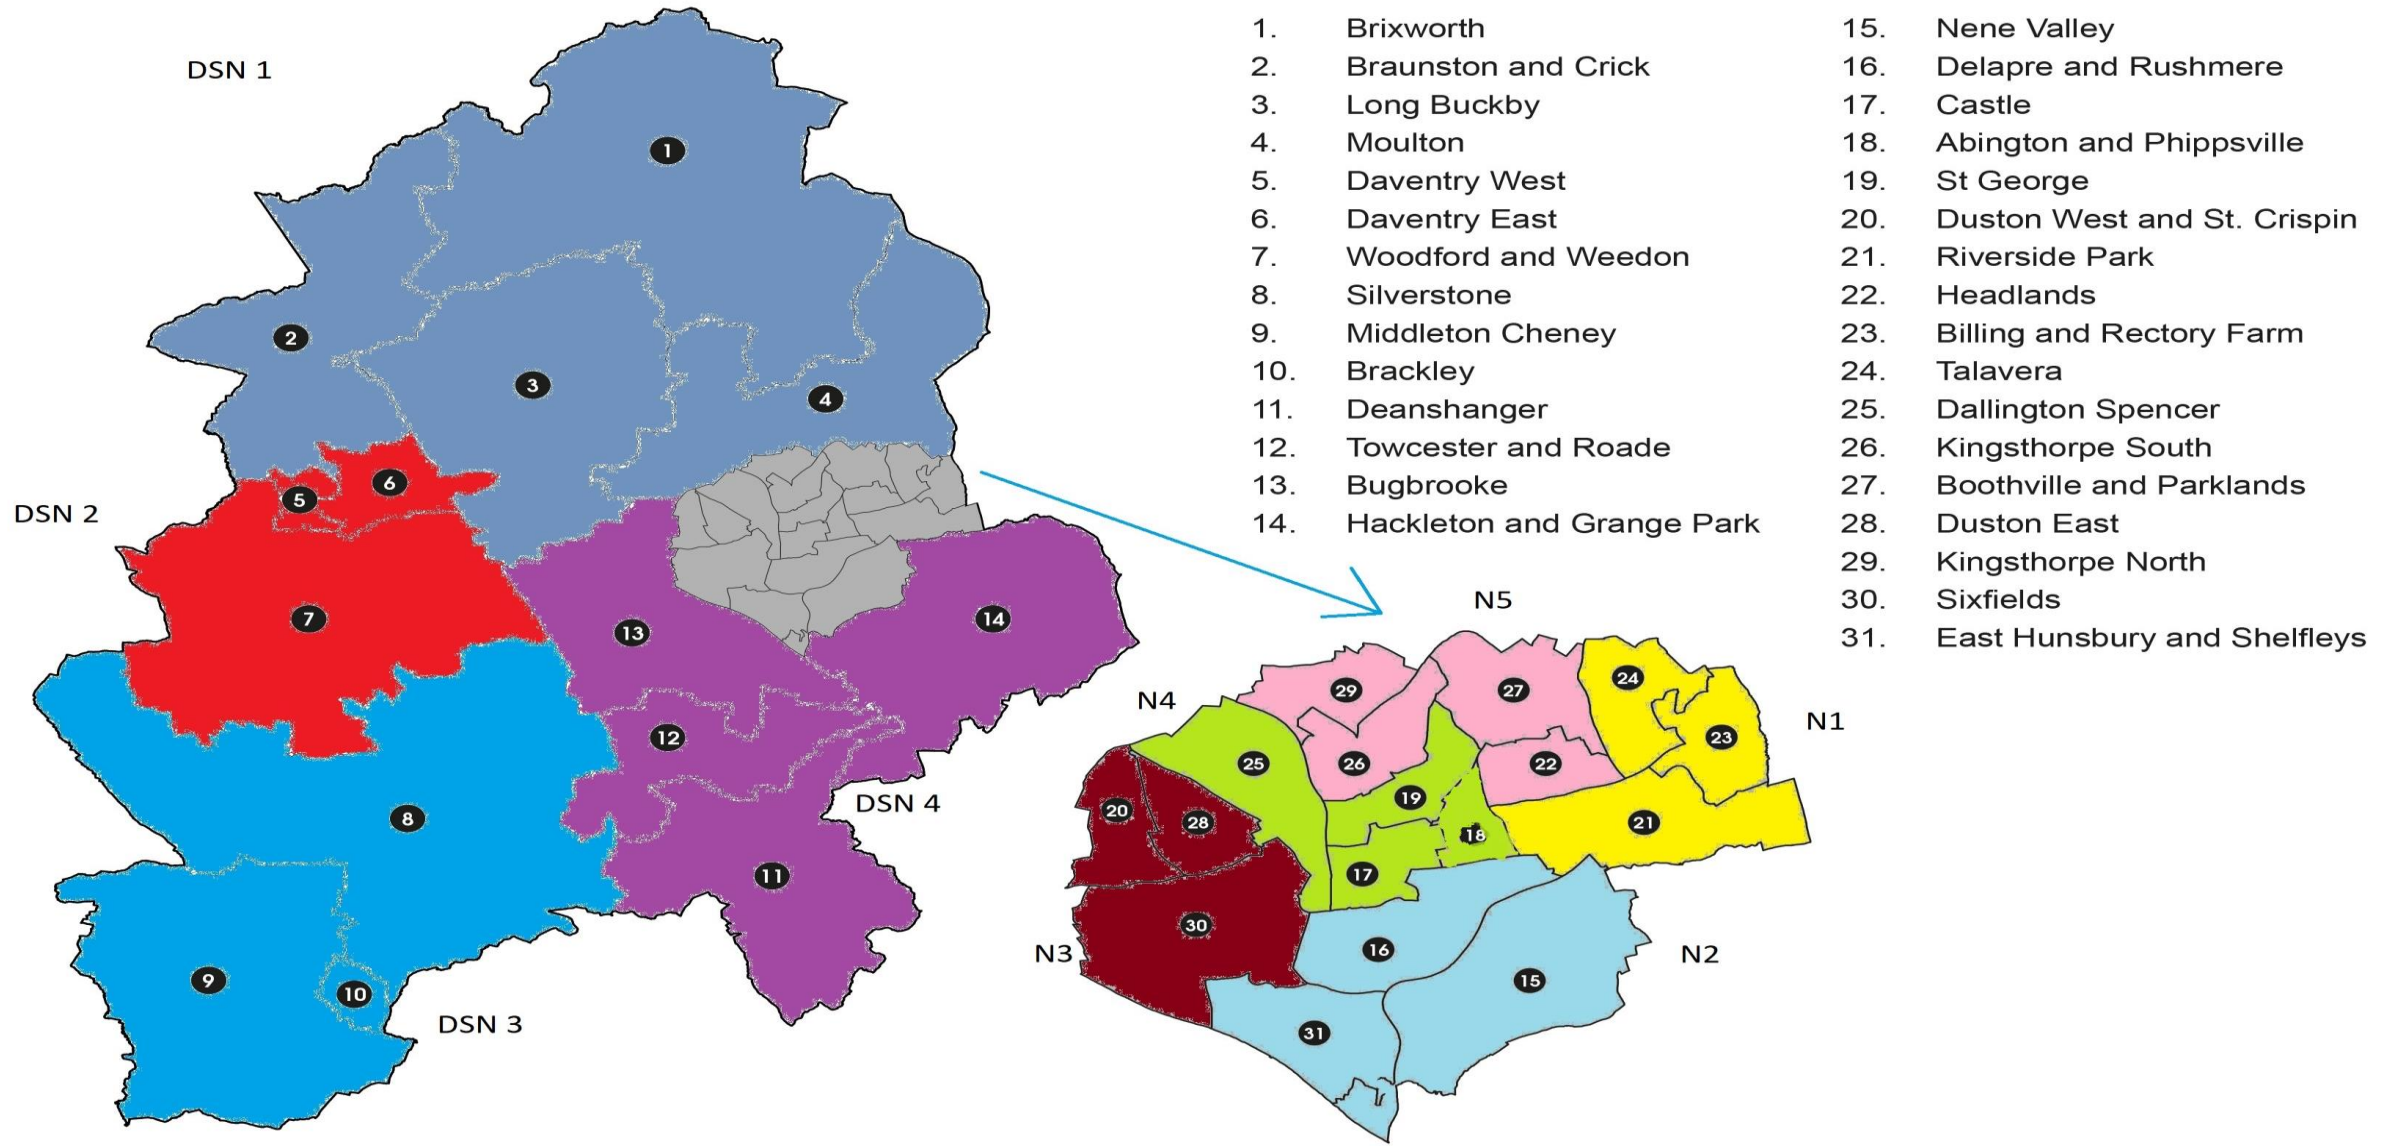 DSN 1
1
2
3
4
DSN 2
5
6
7
13
14
12
8
DSN 4
11
9
10
DSN 3
1. Brixworth
2. Braunston and Crick
3. Long Buckby
4. Moulton
5. Daventry West
6. Daventry East
7. Woodford and Weedon
8. Silverstone
9. Middleton Cheney
10. Brackley
11. Deanshanger
12. Towcester and Roade
13. Bugbrooke
14. Hackleton and Grange Park
15. Nene Valley
16. Delapre and Rushmere
17. Castle
18. Abington and Phippsville
19. St George
20. Duston West and St. Crispin
21. Riverside Park
22. Headlands
23. Billing and Rectory Farm
24. Talavera
25. Dallington Spencer
26. Kingsthorpe South
27. Boothville and Parklands
28. Duston East
29. Kingsthorpe North
30. Sixfields
31. East Hunsbury and Shelfleys
N5
N4
29
27
24
N1
25
26
22
23
20
28
19
18
21
17
N3
30
16
N2
15
31